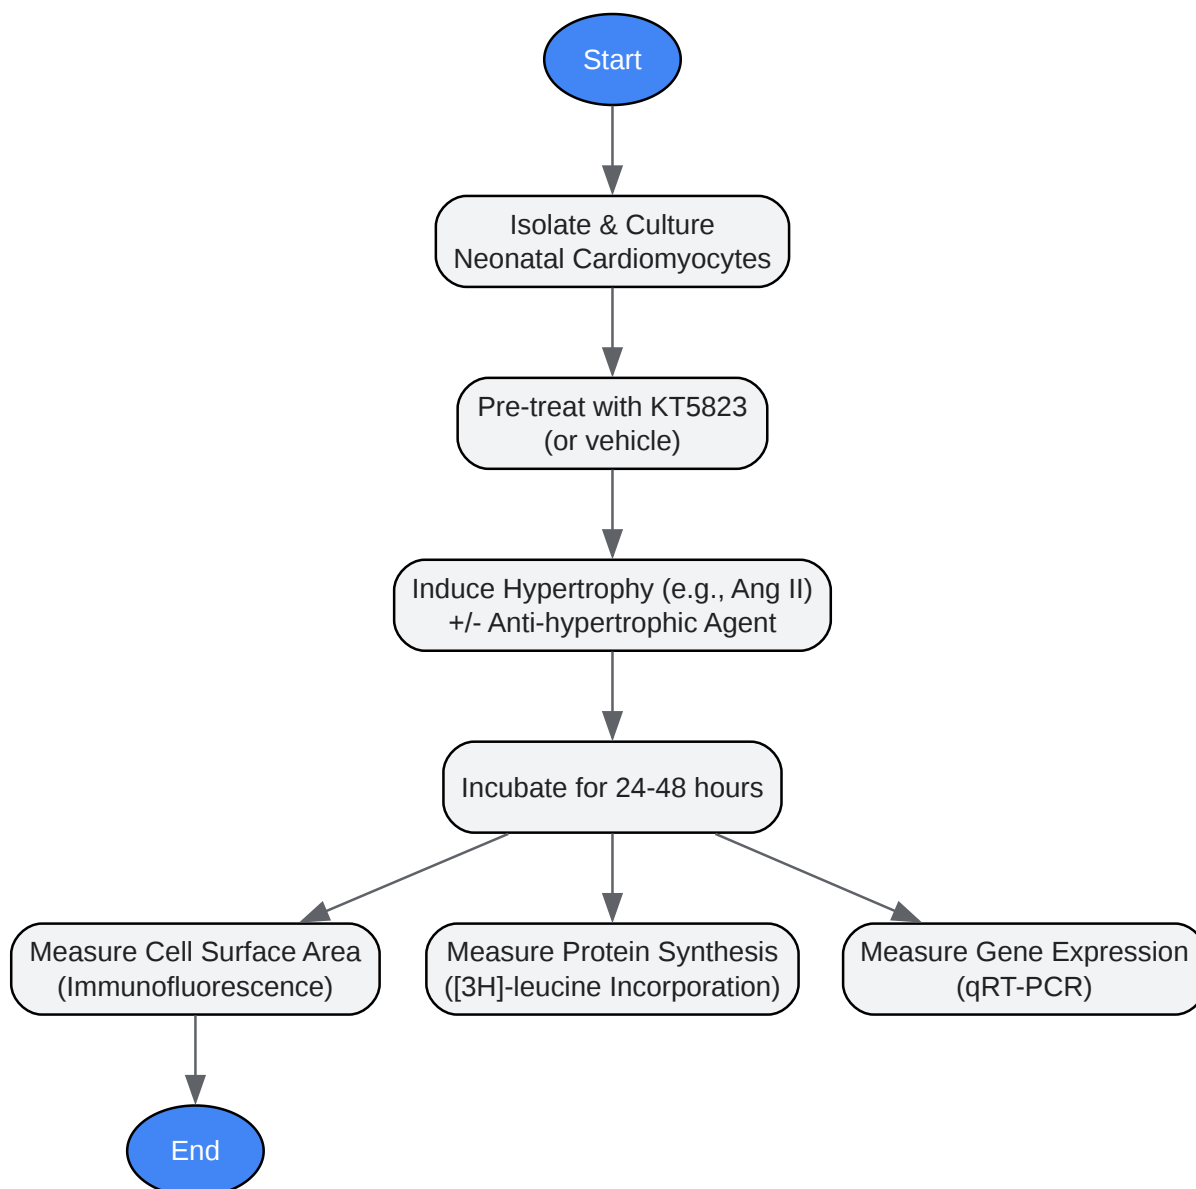 Start
Isolate & Culture
Neonatal Cardiomyocytes
Pre-treat with KT5823
(or vehicle)
Induce Hypertrophy (e.g., Ang II)
+/- Anti-hypertrophic Agent
Incubate for 24-48 hours
Measure Cell Surface Area
(Immunofluorescence)
Measure Protein Synthesis
([3H]-leucine Incorporation)
Measure Gene Expression
(qRT-PCR)
End